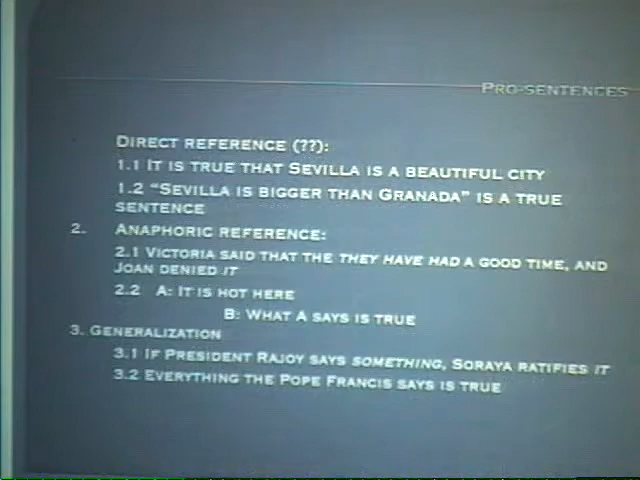 PRO-SENTENCES
DIRECT REFERENCE (??):
1.1 IT IS TRUE THAT SEVILLA IS A BEAUTIFUL CITY
1.2 "SEVILLA IS BIGGER THAN GRANADA" IS A TRUE
SENTENCE
2. ANAPHORIC REFERENCE:
2.1 VICTORIA SAID THAT THE THEY HAVE HAD A GOOD TIME, AND
JOAN DENIED IT
2.2 A: IT IS HOT HERE
B: WHAT A SAYS IS TRUE
3. GENERALIZATION
3.1 IF PRESIDENT RAJOY SAYS SOMETHING, SORAYA RATIFIES IT
3.2 EVERYTHING THE POPE FRANCIS SAYS IS TRUE